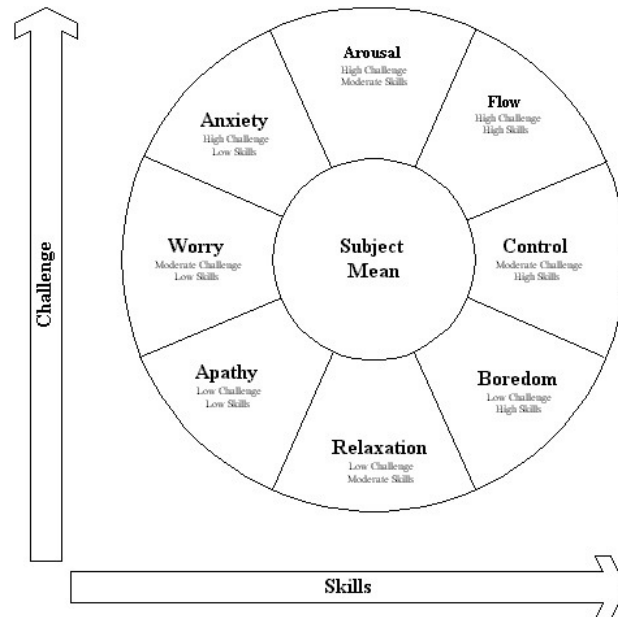 Arousal
High Challenge
Moderate Skills
Flow
High Challenge
High Skills
Anxiety
High Challenge
Low Skills
Worry
Moderate Challenge
Low Skills
Subject
Mean
Control
Moderate Challenge
High Skills
Apathy
Low Challenge
Low Skills
Boredom
Low Challenge
High Skills
Relaxation
Low Challenge
Moderate Skills
Challenge
Skills